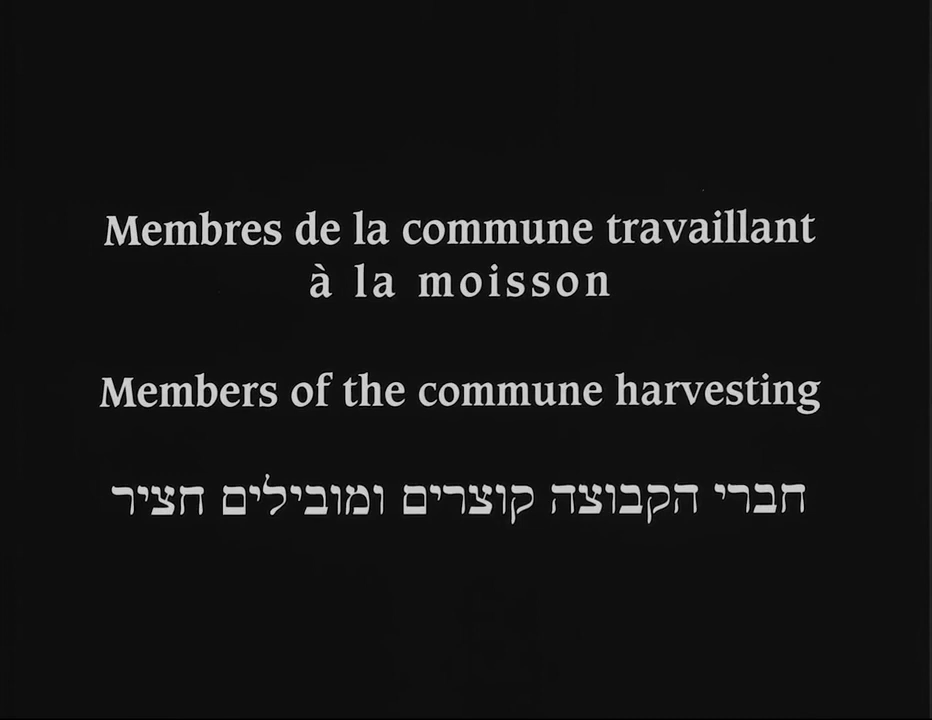 Membres de la commune travaillant
à la moisson
Members of the commune harvesting
חברי הקבוצה קוצרים ומובילים חציר